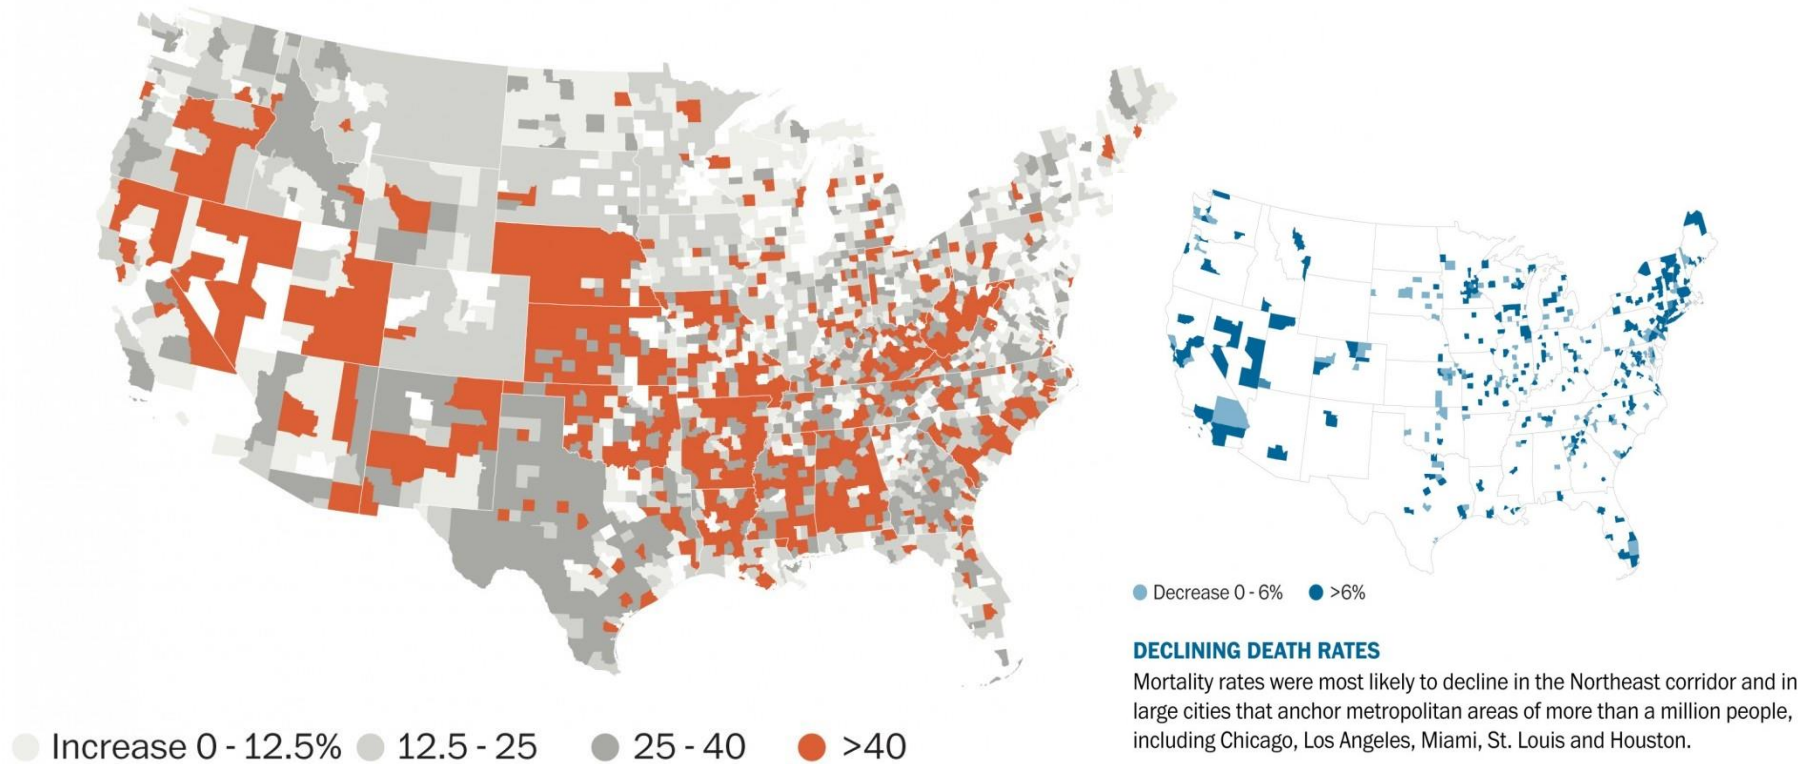 Increase 0 - 12.5%
12.5 - 25
25 - 40
>40
Decrease 0 - 6%
>6%
DECLINING DEATH RATES
Mortality rates were most likely to decline in the Northeast corridor and in
large cities that anchor metropolitan areas of more than a million people,
including Chicago, Los Angeles, Miami, St. Louis and Houston.